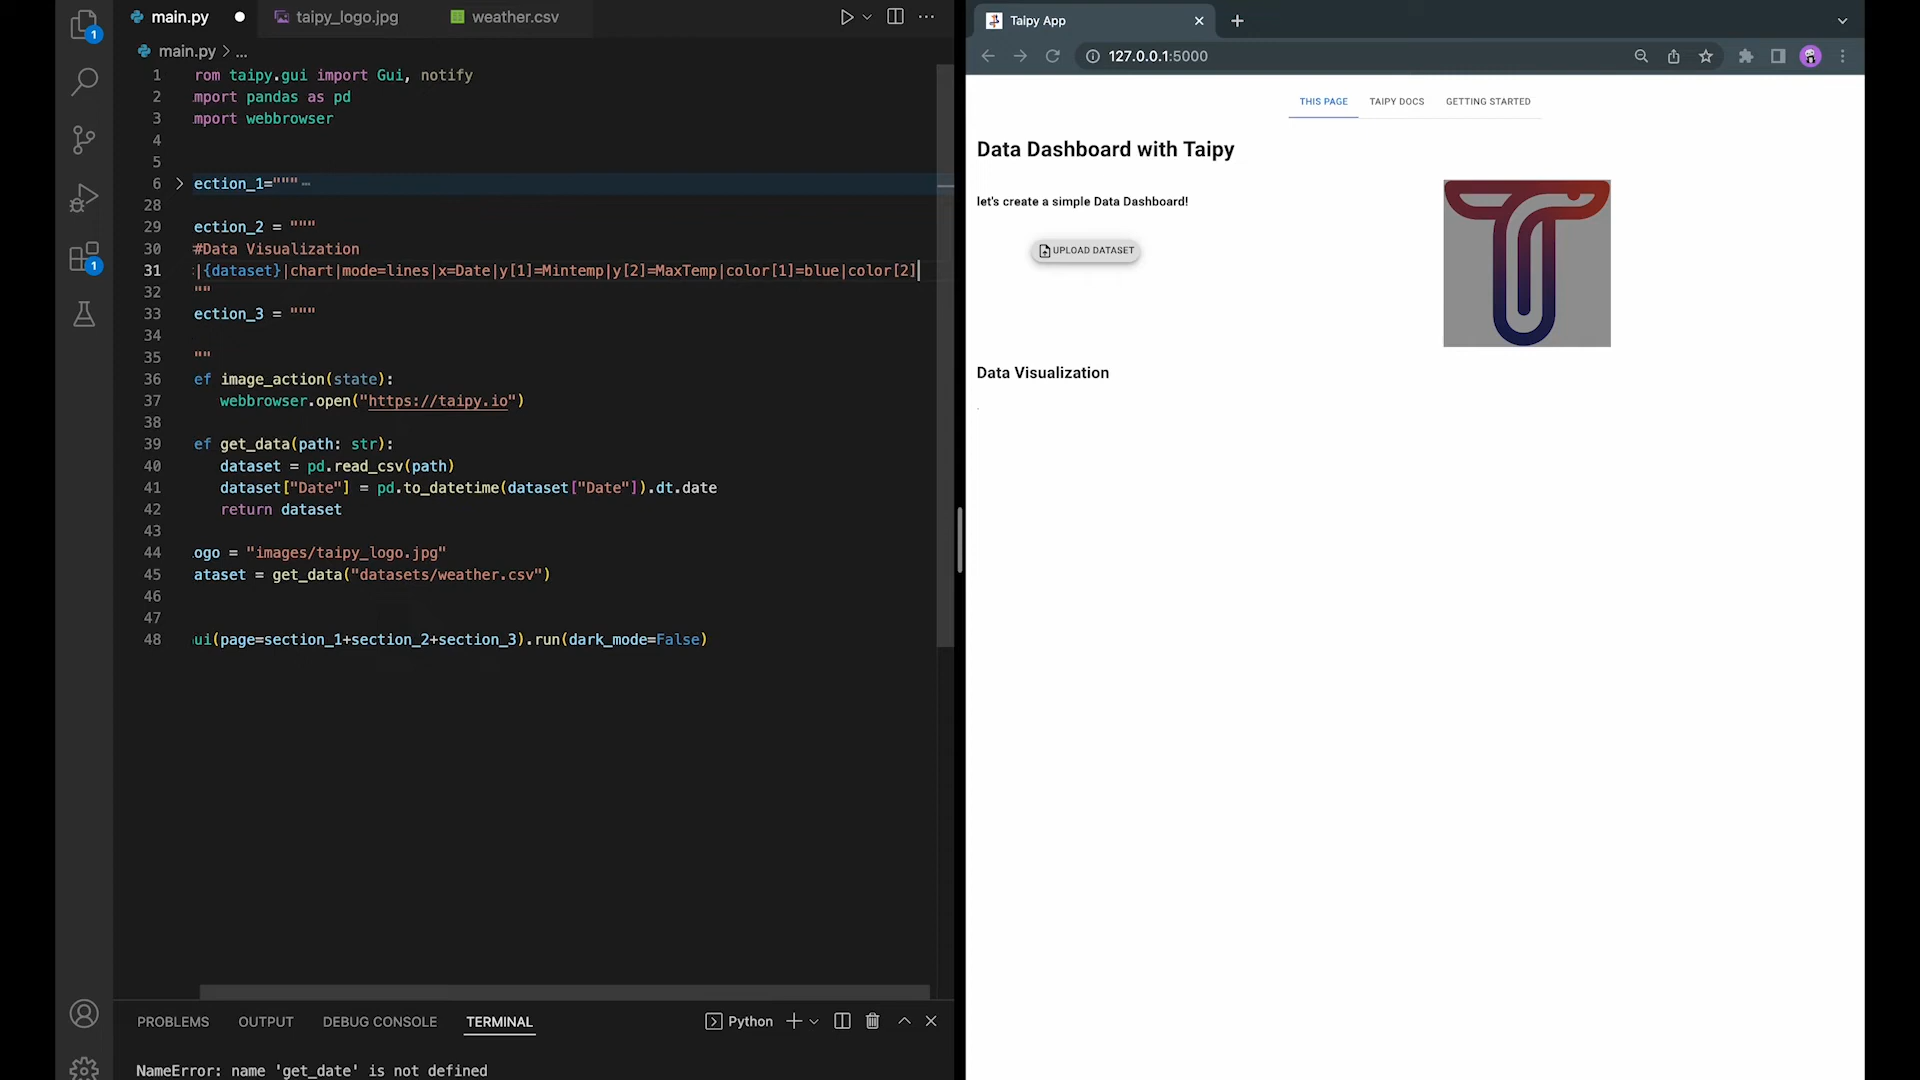 main.py
taipy_logo.jpg
weather.csv
main.py > ...
1 rom taipy.gui import Gui, notify
2 mport pandas as pd
3 mport webbrowser
4
5
6 ection_1="""
28
29 ection_2 = """
30 #Data Visualization
31 |{dataset}|chart|mode=lines|x=Date|y[1]=Mintemp|y[2]=MaxTemp|color[1]=blue|color[2]
32 ""
33 ection_3 = """
34
35 ""
36 ef image_action(state):
37 webbrowser.open("https://taipy.io")
38
39 ef get_data(path: str):
40 dataset = pd.read_csv(path)
41 dataset["Date"] = pd.to_datetime(dataset["Date"]).dt.date
42 return dataset
43
44 ogo = "images/taipy_logo.jpg"
45 ataset = get_data("datasets/weather.csv")
46
47
48 ui(page=section_1+section_2+section_3).run(dark_mode=False)
1
1
PROBLEMS OUTPUT DEBUG CONSOLE TERMINAL
Python
NameError: name 'get_date' is not defined
Taipy App
127.0.0.1:5000
THIS PAGE TAIPY DOCS GETTING STARTED
Data Dashboard with Taipy
let's create a simple Data Dashboard!
UPLOAD DATASET
Data Visualization